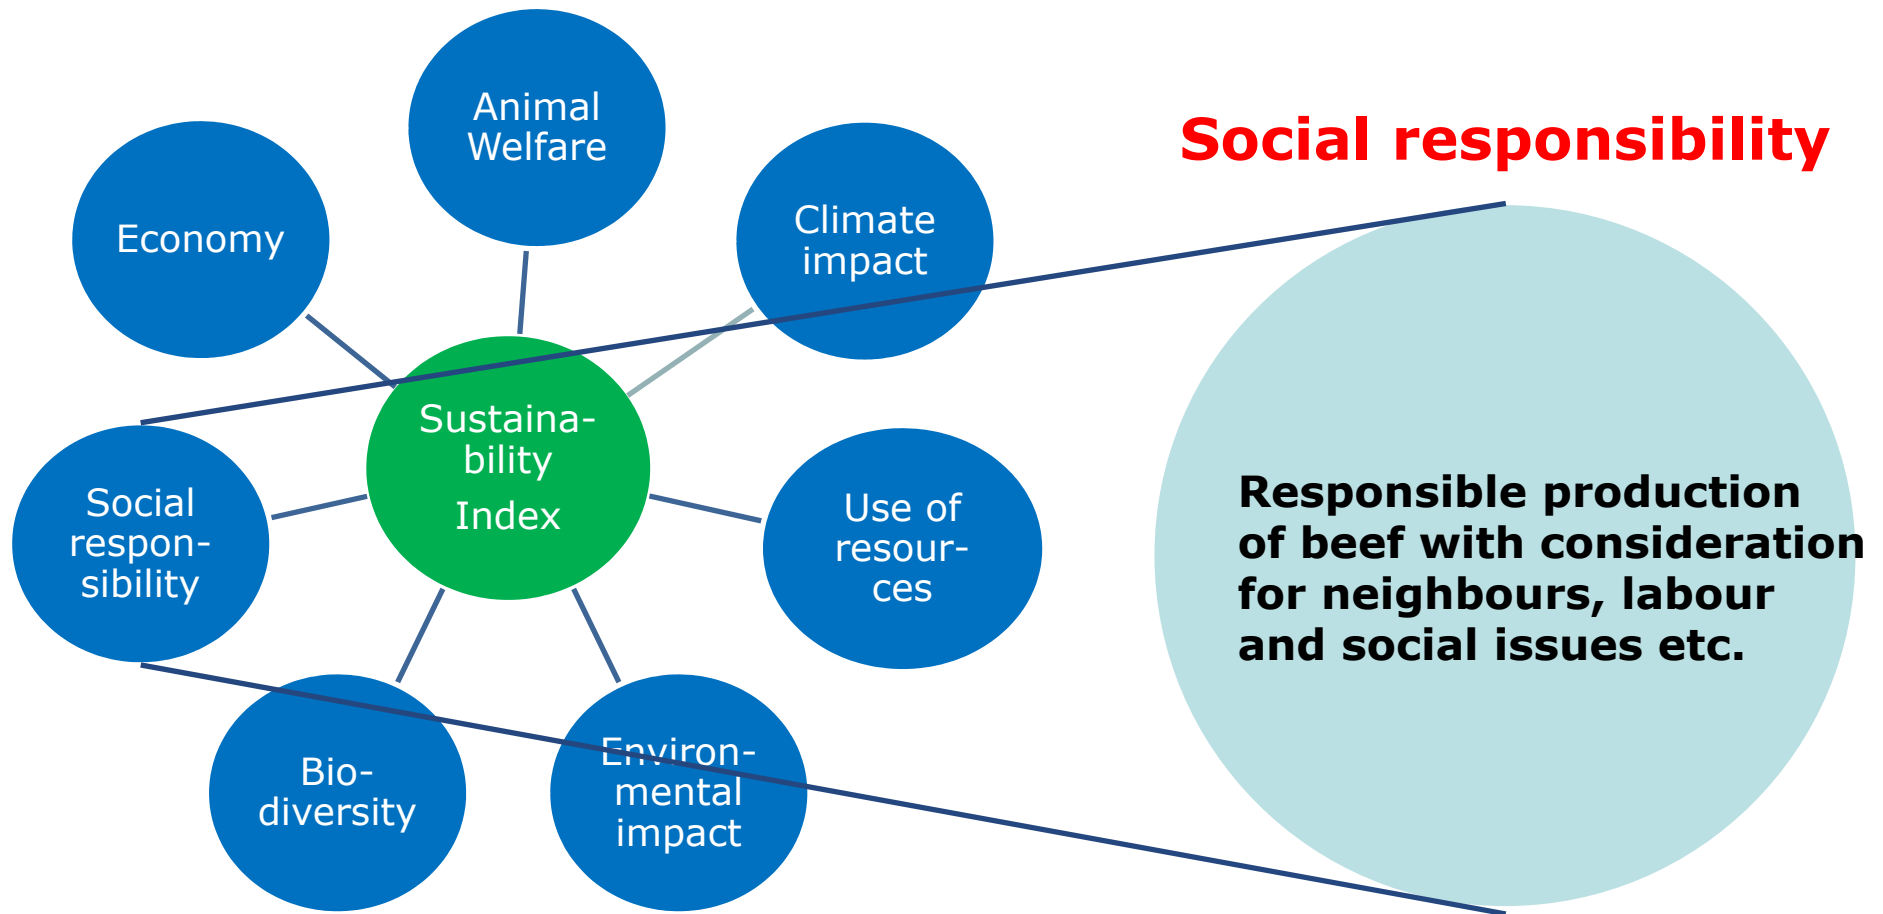 Animal
Welfare
Economy
Climate
impact
Social responsibility
Sustaina-
bility
Index
Social
respon-
sibility
Use of
resour-
ces
Responsible production
of beef with consideration
for neighbours, labour
and social issues etc.
Bio-
diversity
Environ-
mental
impact